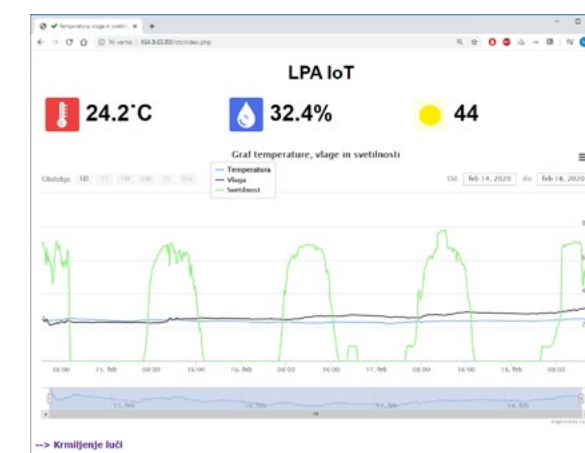 Temperatura, vlaga in svetiln
Ni varno | 164.8.65.83/iot/index.php
LPA IoT
24.2°C 32.4% 44
Graf temperature, vlage in svetilnosti
Obdobje 1D Od feb 14, 2020 do feb 18, 2020
Temperatura
Vlaga
Svetilnost
16:00 15. feb 08:00 16:00 16. feb 08:00 16:00 17. feb 08:00 16:00 18. feb 08:00
15. feb 16. feb 17. feb 18. feb
--> Krmiljenje luči